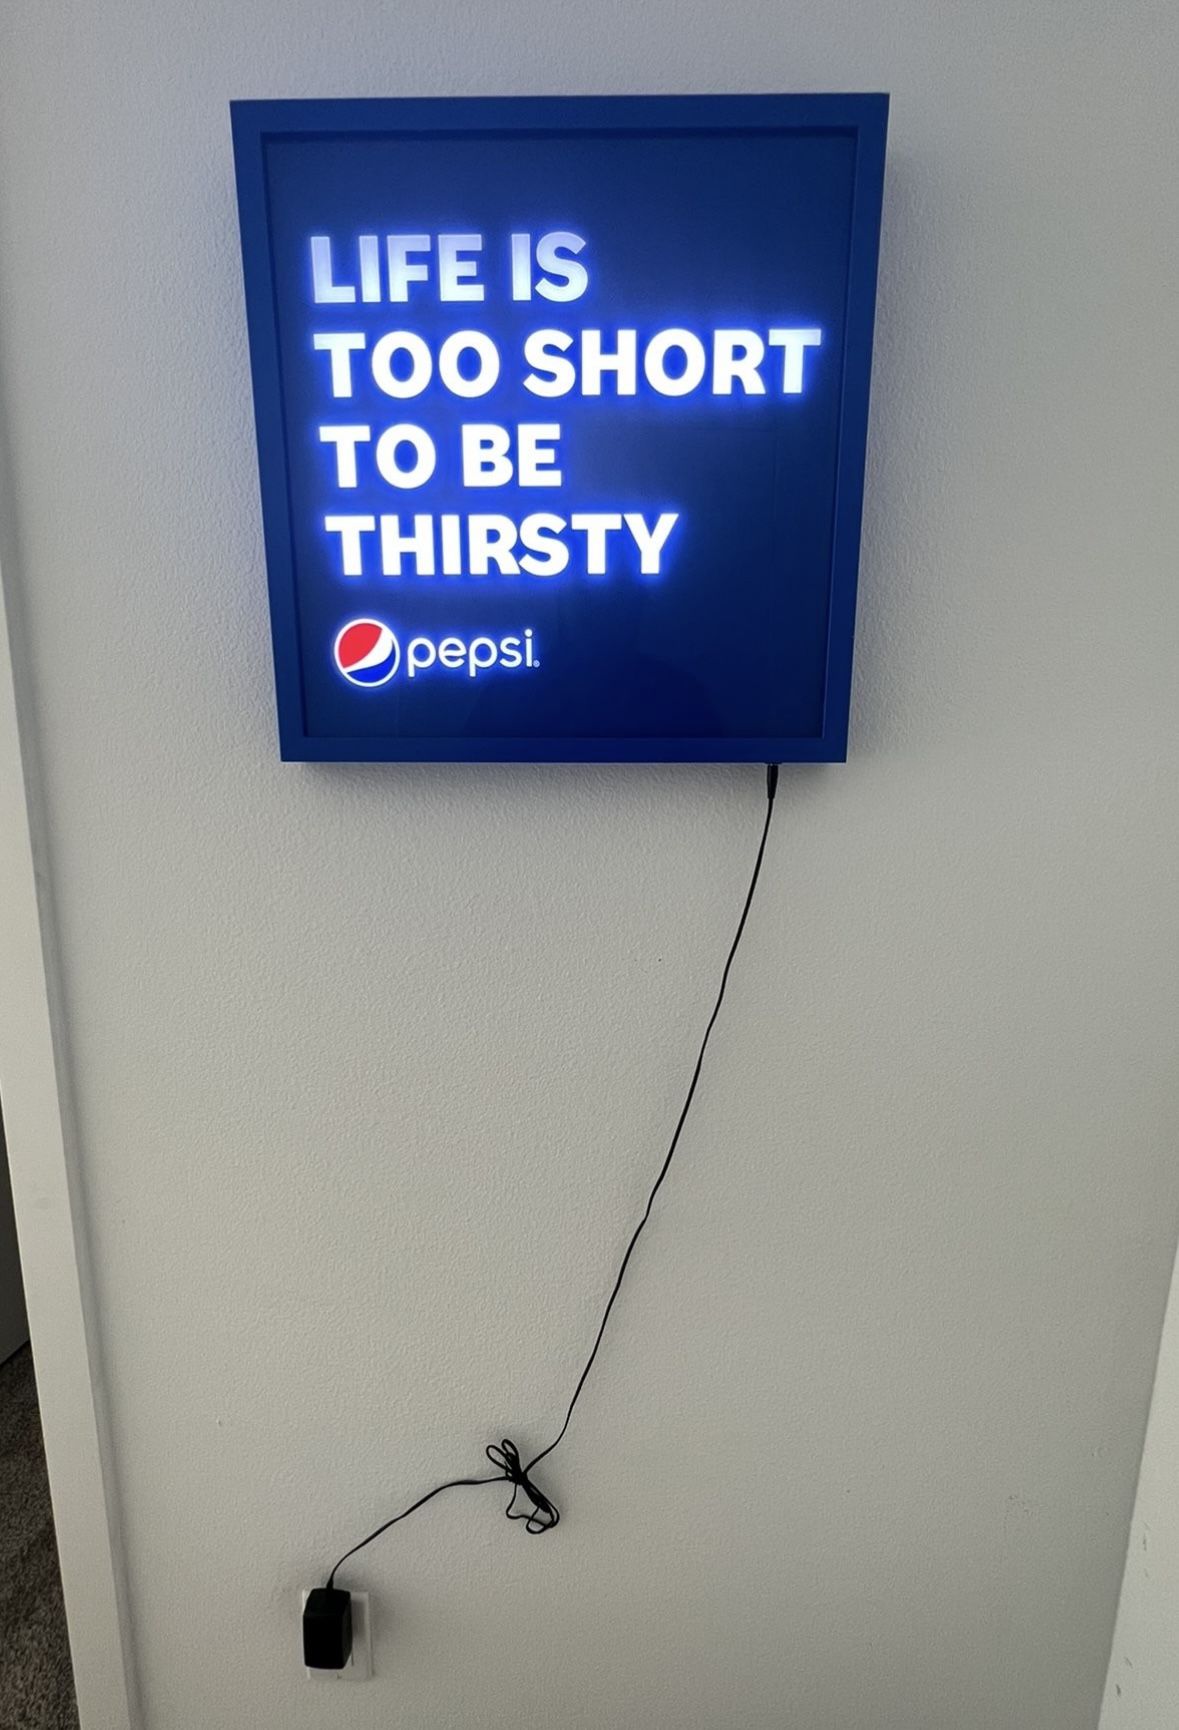 LIFE IS
TOO SHORT
TO BE
THIRSTY
pepsi®